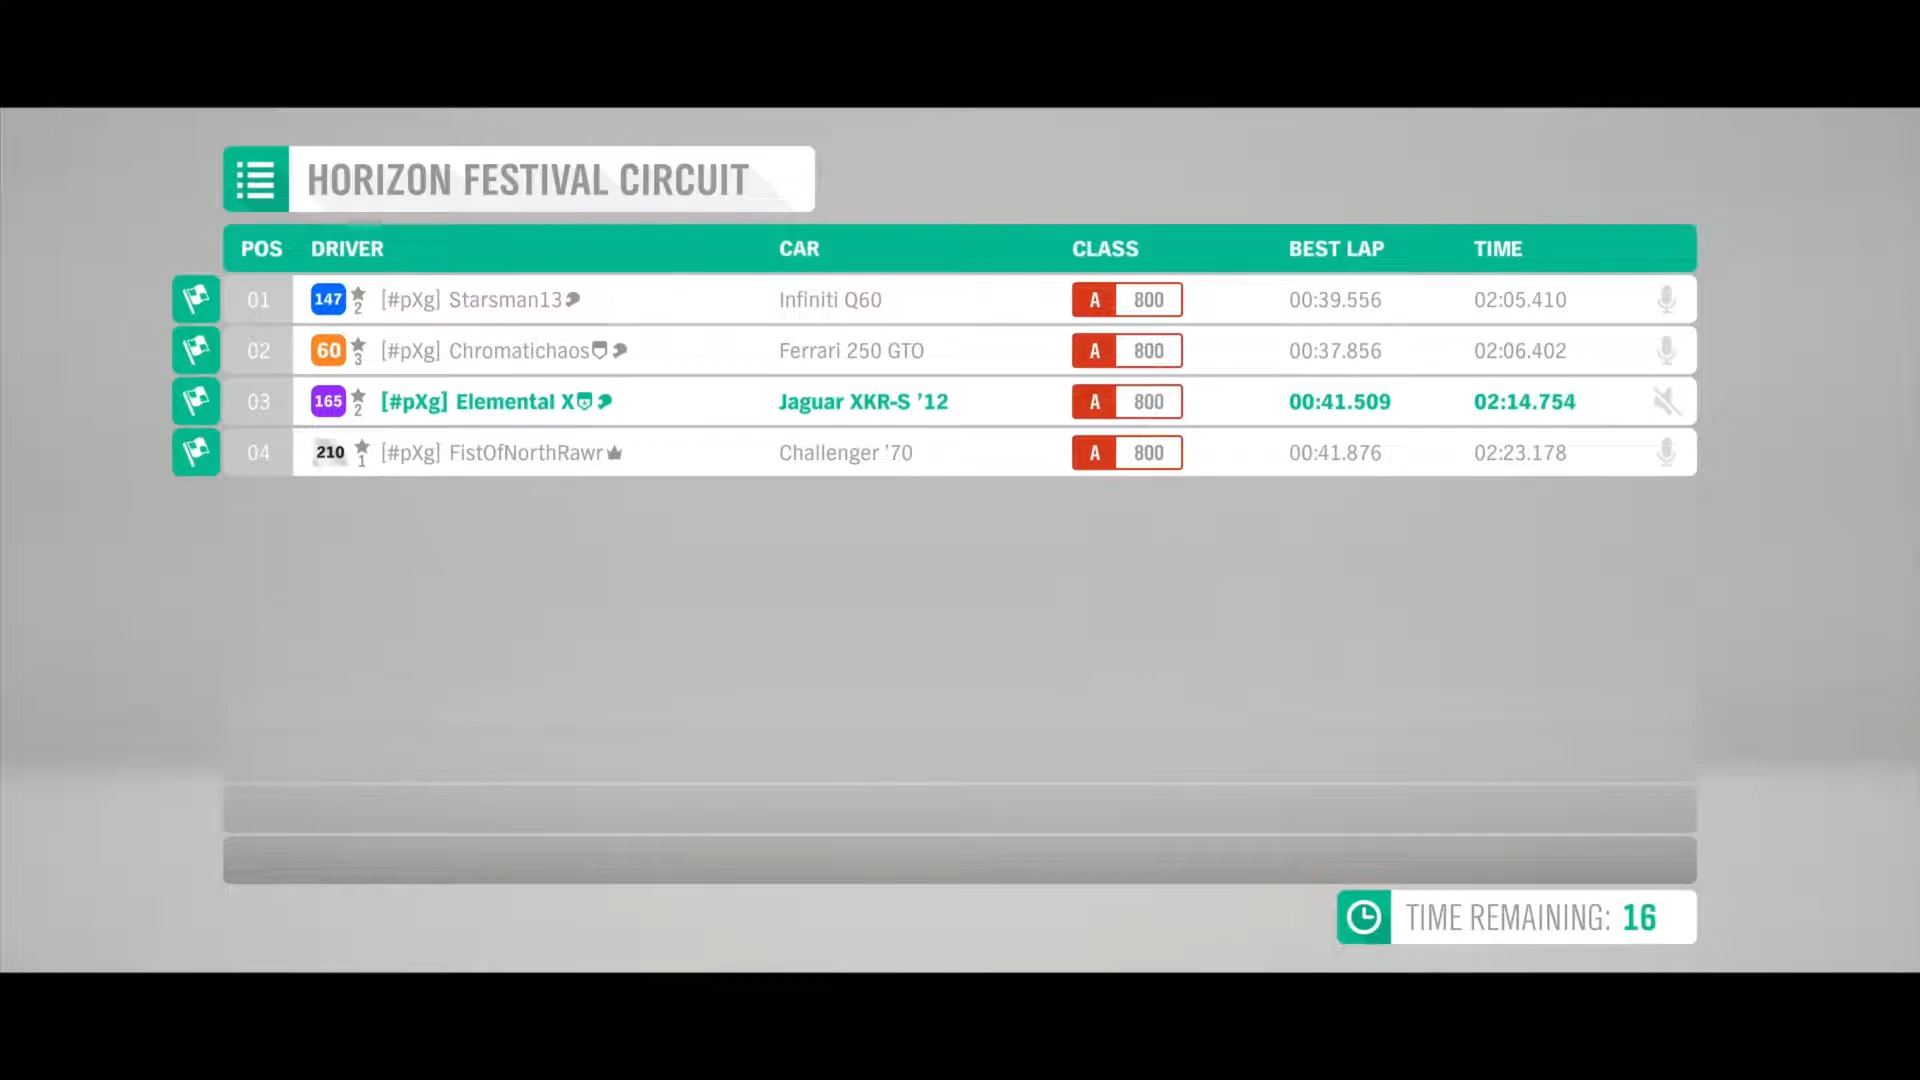 HORIZON FESTIVAL CIRCUIT
POS DRIVER CAR CLASS BEST LAP TIME
01 147 2 [#pXg] Starsman13 Infiniti Q60 A 800 00:39.556 02:05.410
02 60 3 [#pXg] Chromatichaos Ferrari 250 GTO A 800 00:37.856 02:06.402
03 165 2 [#pXg] Elemental X Jaguar XKR-S ’12 A 800 00:41.509 02:14.754
04 210 1 [#pXg] FistOfNorthRawr Challenger ’70 A 800 00:41.876 02:23.178
TIME REMAINING: 16